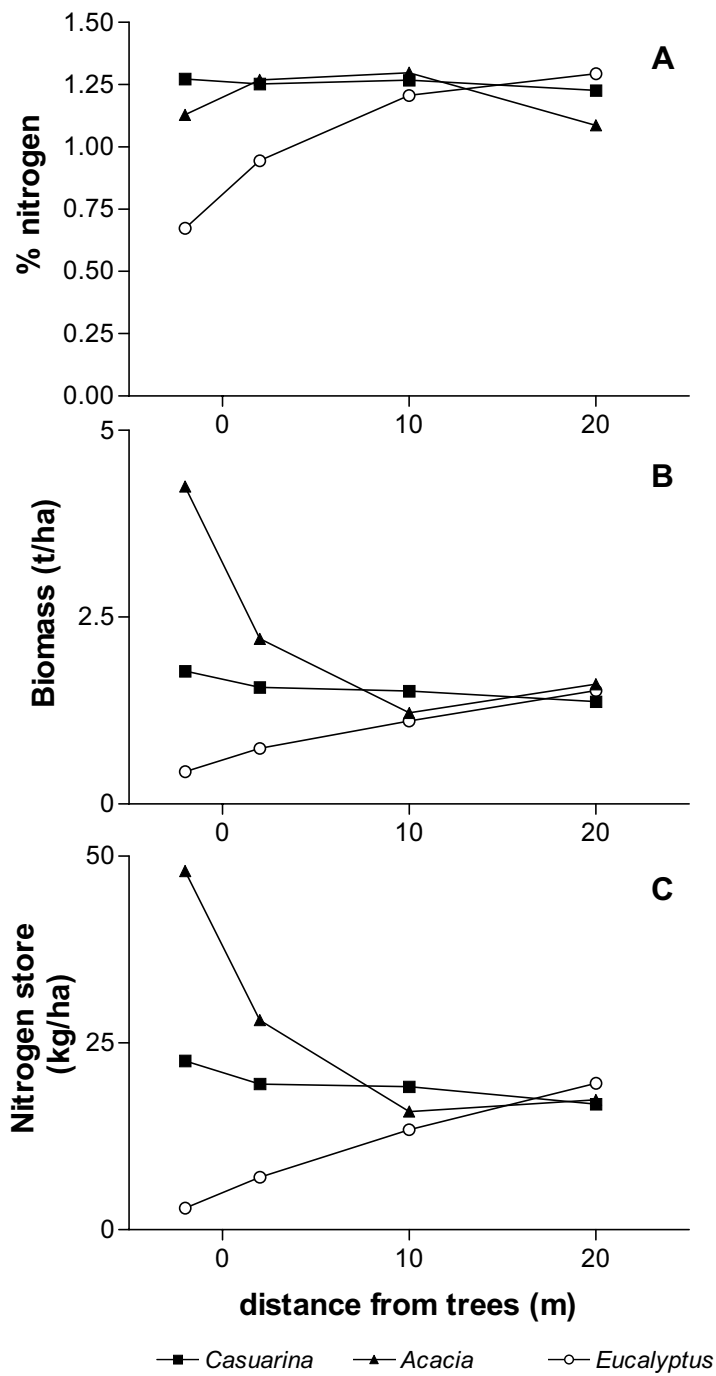 1.50
A
1.25
1.00
% nitrogen
0.75
0.50
0.25
0.00
0 10 20
5
B
Biomass (t/ha)
2.5
0
0 10 20
50
C
Nitrogen store
(kg/ha)
25
0
0 10 20
distance from trees (m)
Casuarina Acacia Eucalyptus